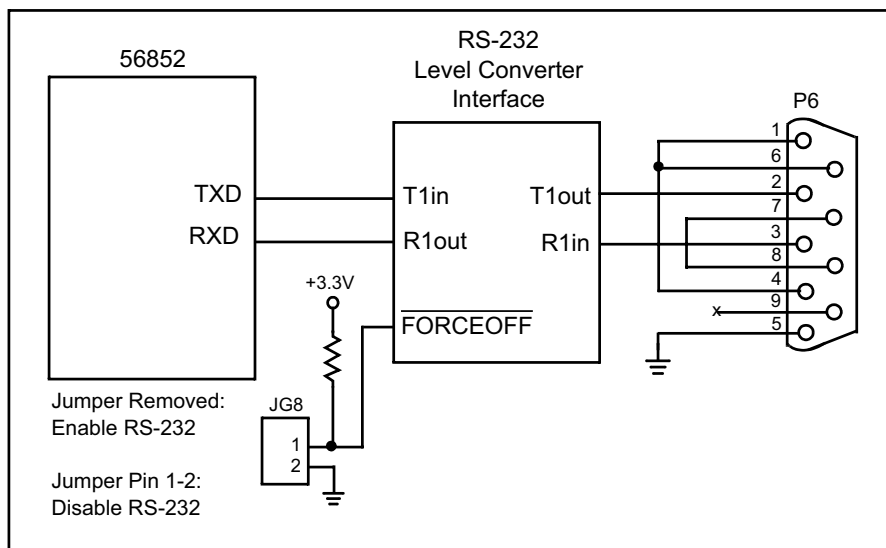 56852
TXD
RXD
RS-232
Level Converter
Interface
T1in
R1out
FORCEOFF
T1out
R1in
P6
1
6
2
7
3
8
4
9
5
x
+3.3V
JG8
1
2
Jumper Removed:
Enable RS-232
Jumper Pin 1-2:
Disable RS-232